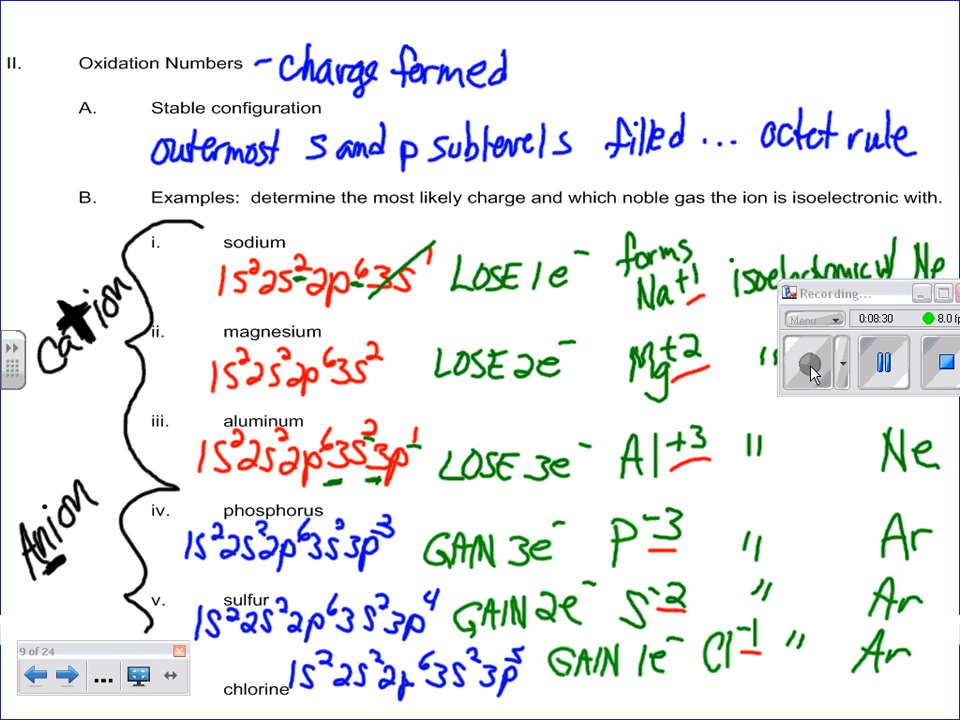 II. Oxidation Numbers - charge formed
A. Stable configuration
outermost s and p sublevels filled... octet rule
B. Examples: determine the most likely charge and which noble gas the ion is isoelectronic with.
i. sodium
1s²2s²2p⁶3s¹ LOSE 1e⁻ forms Na⁺¹ isoelectronic w/ Ne
Recording...
Menu 0:08:30 8.0 fp
Cation
ii. magnesium
1s²2s²2p⁶3s² LOSE 2e⁻ Mg⁺² "
iii. aluminum
1s²2s²2p⁶3s²3p¹ LOSE 3e⁻ Al⁺³ " Ne
Anion
iv. phosphorus
1s²2s²2p⁶3s²3p³ GAIN 3e⁻ P⁻³ " Ar
v. sulfur
1s²2s²2p⁶3s²3p⁴ GAIN 2e⁻ S⁻² " Ar
9 of 24
1s²2s²2p⁶3s²3p⁵ GAIN 1e⁻ Cl⁻¹ " Ar
chlorine